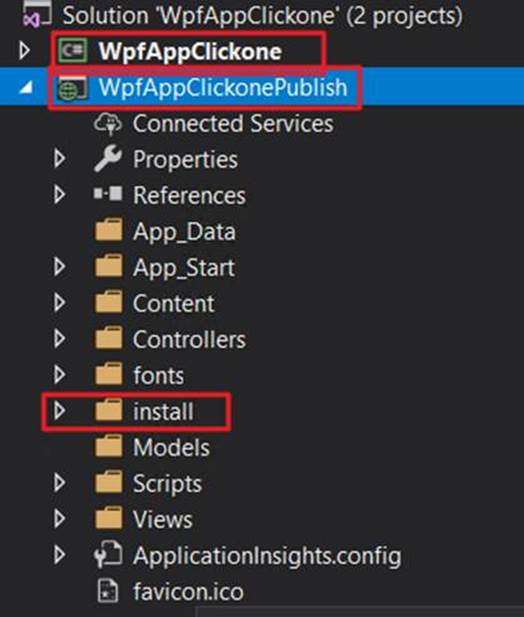 Solution 'WpfAppClickone' (2 projects)
C# WpfAppClickone
WpfAppClickonePublish
Connected Services
Properties
References
App_Data
App_Start
Content
Controllers
fonts
install
Models
Scripts
Views
ApplicationInsights.config
favicon.ico